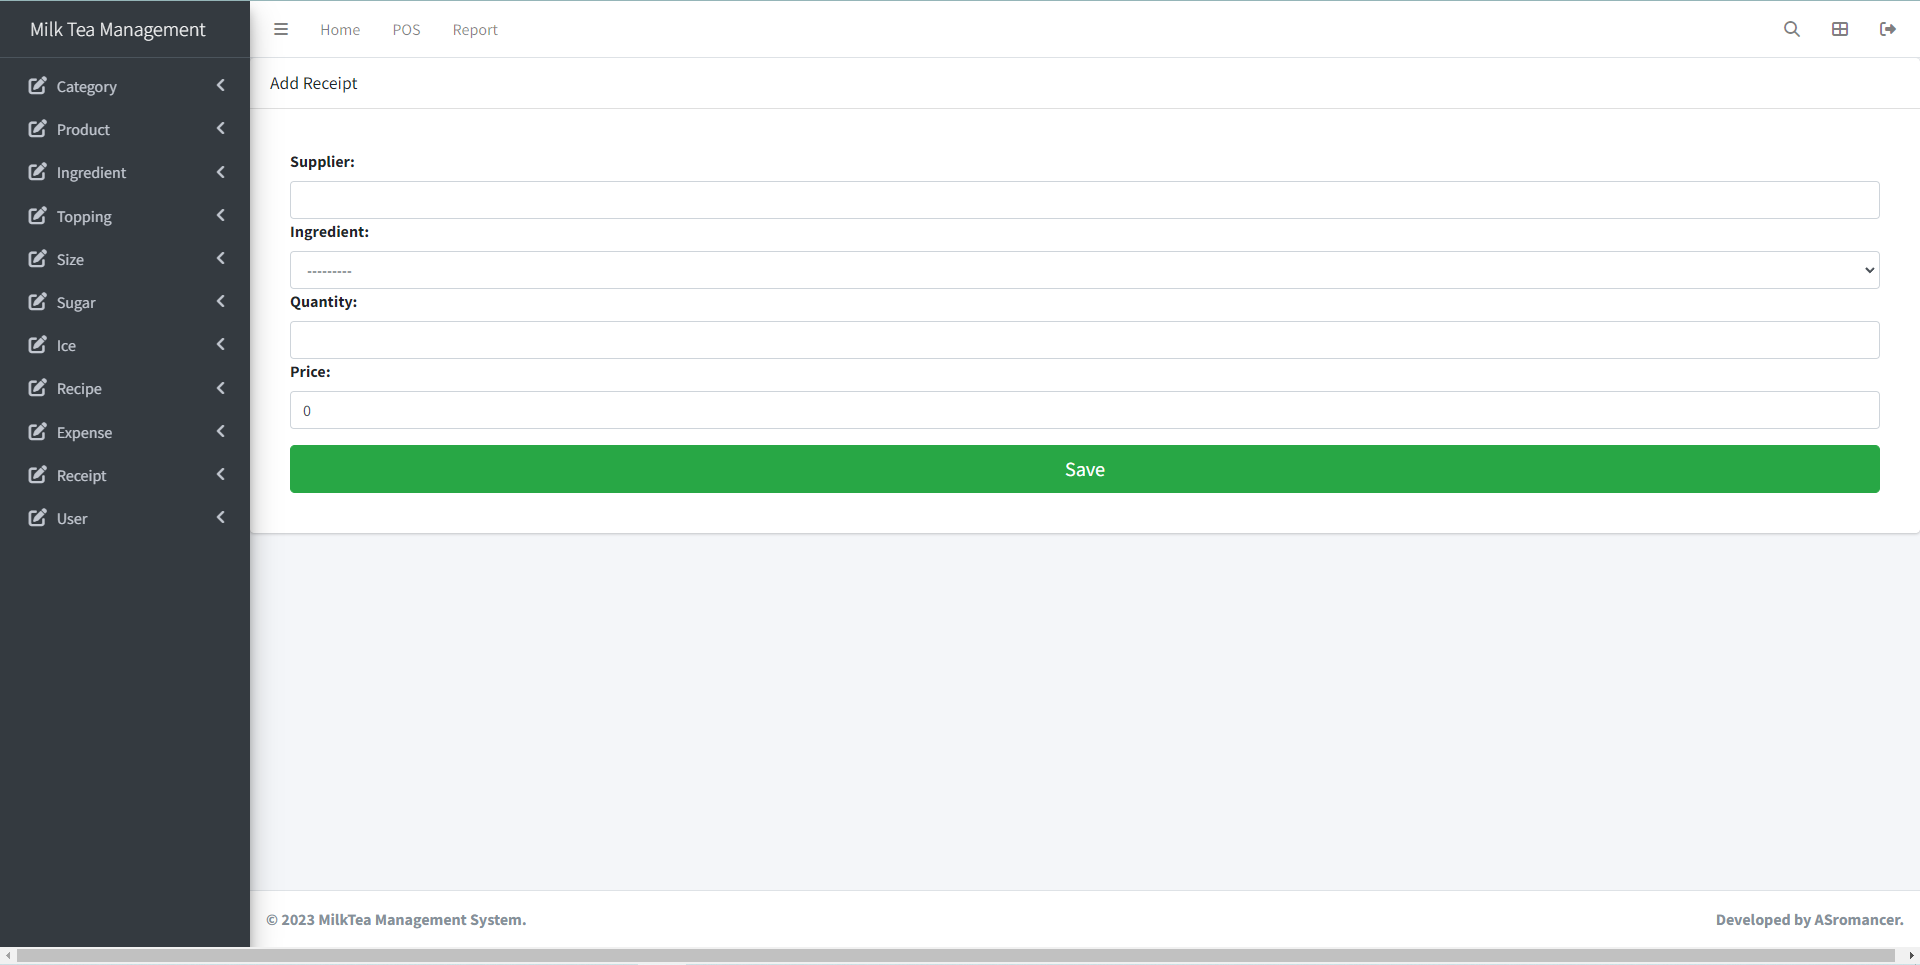 Milk Tea Management
Home POS Report
Category
Product
Ingredient
Topping
Size
Sugar
Ice
Recipe
Expense
Receipt
User
Add Receipt
Supplier:
Ingredient:
---------
Quantity:
Price:
0
Save
© 2023 MilkTea Management System.
Developed by ASromancer.